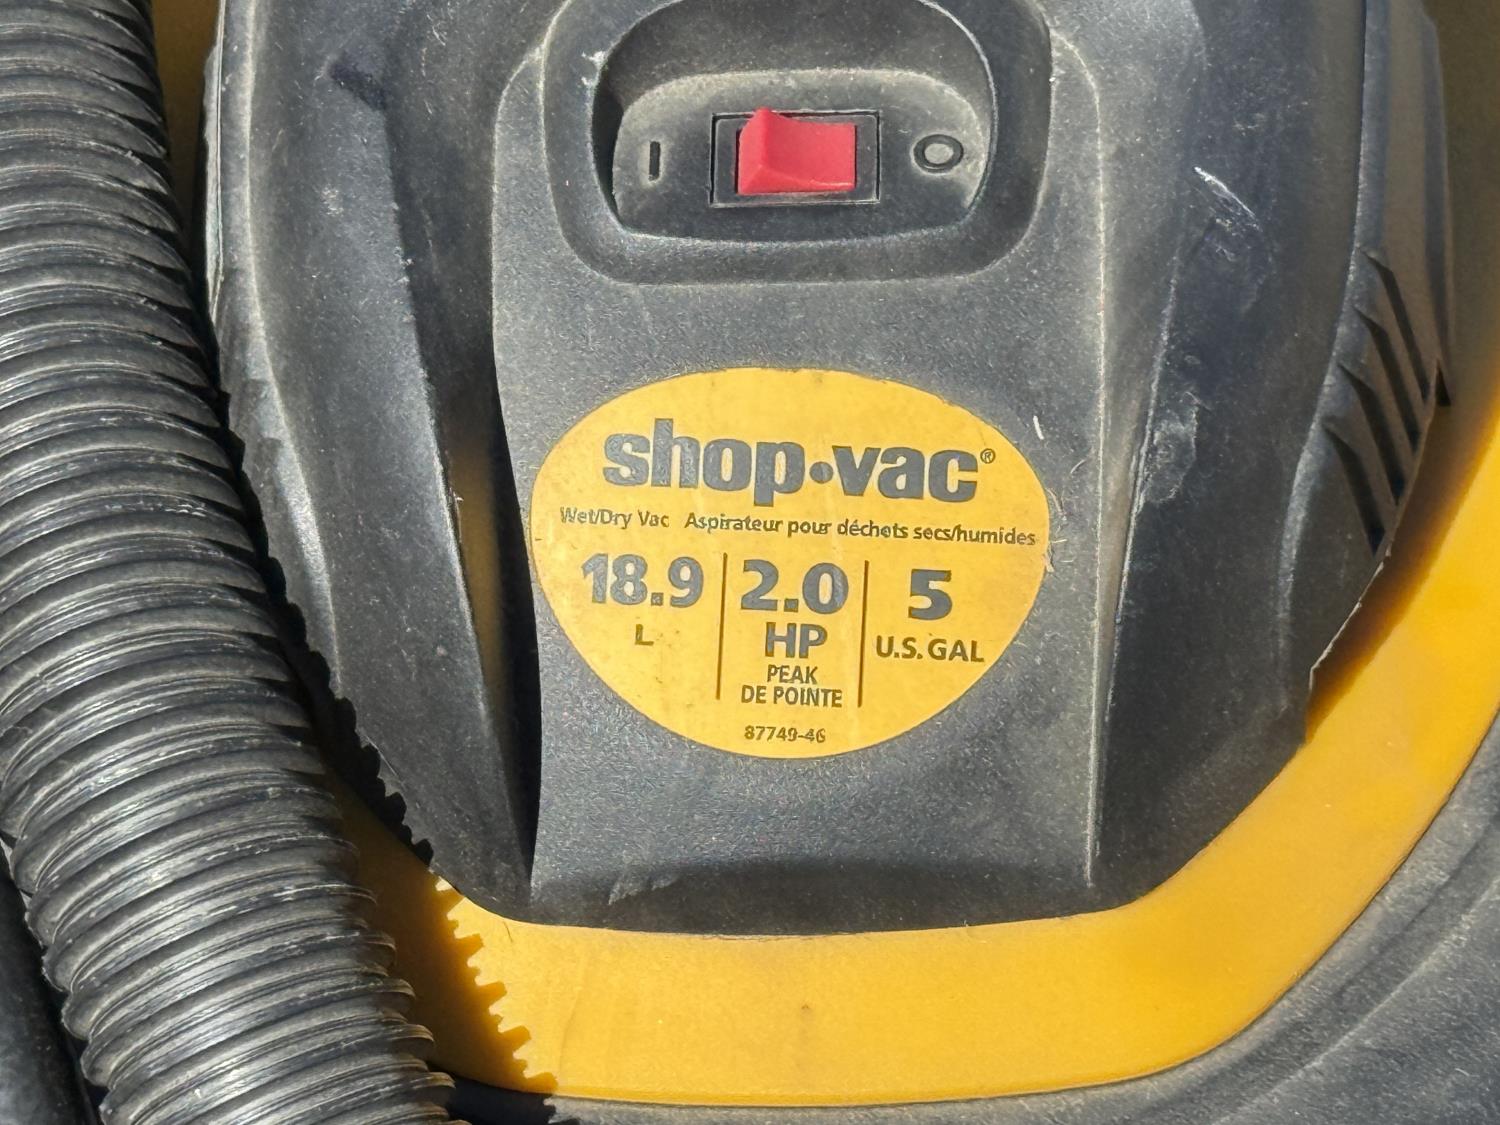 I O
shop·vac®
Wet/Dry Vac Aspirateur pour déchets secs/humides
18.9 2.0 5
L HP U.S. GAL
PEAK
DE POINTE
87749-46